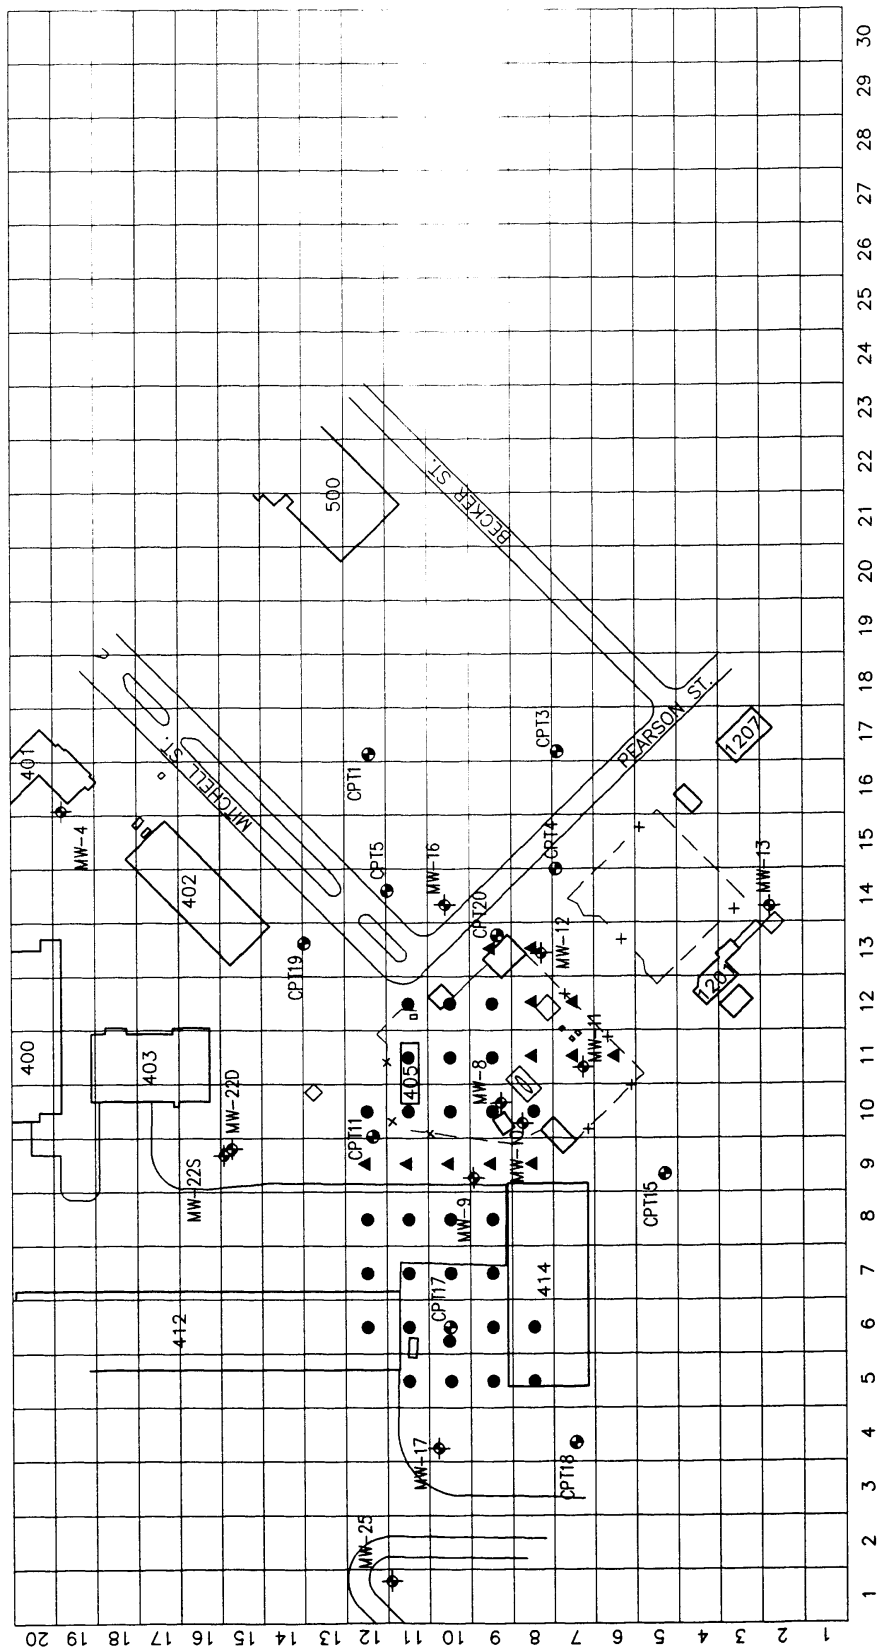 30
29
28
27
26
25
24
23
22
21
20
19
18
17
16
15
14
13
12
11
10
9
8
7
6
5
4
3
2
1
20
19
18
17
16
15
14
13
12
11
10
9
8
7
6
5
4
3
2
1
500
BECKER ST.
401
MITCHELL ST.
MW-4
402
CPT1
CPT3
PEARSON ST.
1207
CPT5
MW-16
CPT4
CPT20
MW-12
MW-13
CPT19
1201
400
403
405
MW-8
MW-11
MW-22D
MW-22S
CPT11
MW-10
MW-9
CPT15
412
CPT17
414
MW-17
CPT18
MW-25